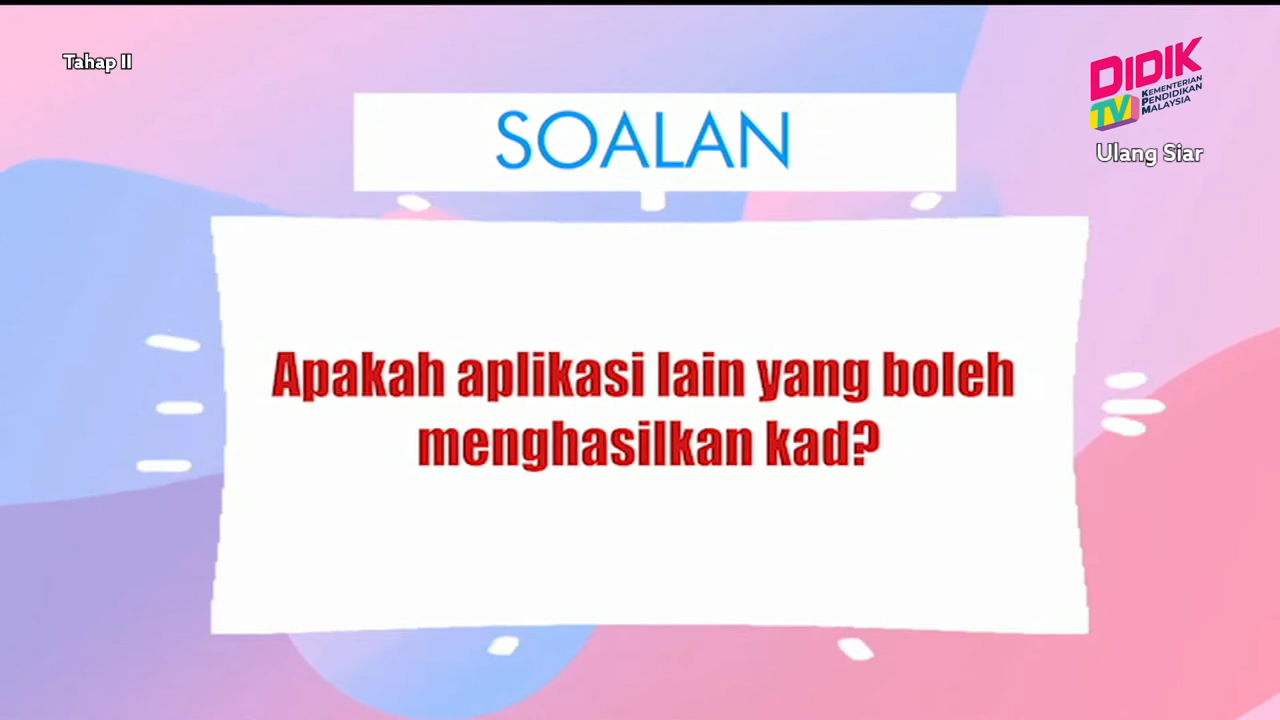 Tahap II
DIDIK
TV
KEMENTERIAN
PENDIDIKAN
MALAYSIA
Ulang Siar
SOALAN
Apakah aplikasi lain yang boleh
menghasilkan kad?